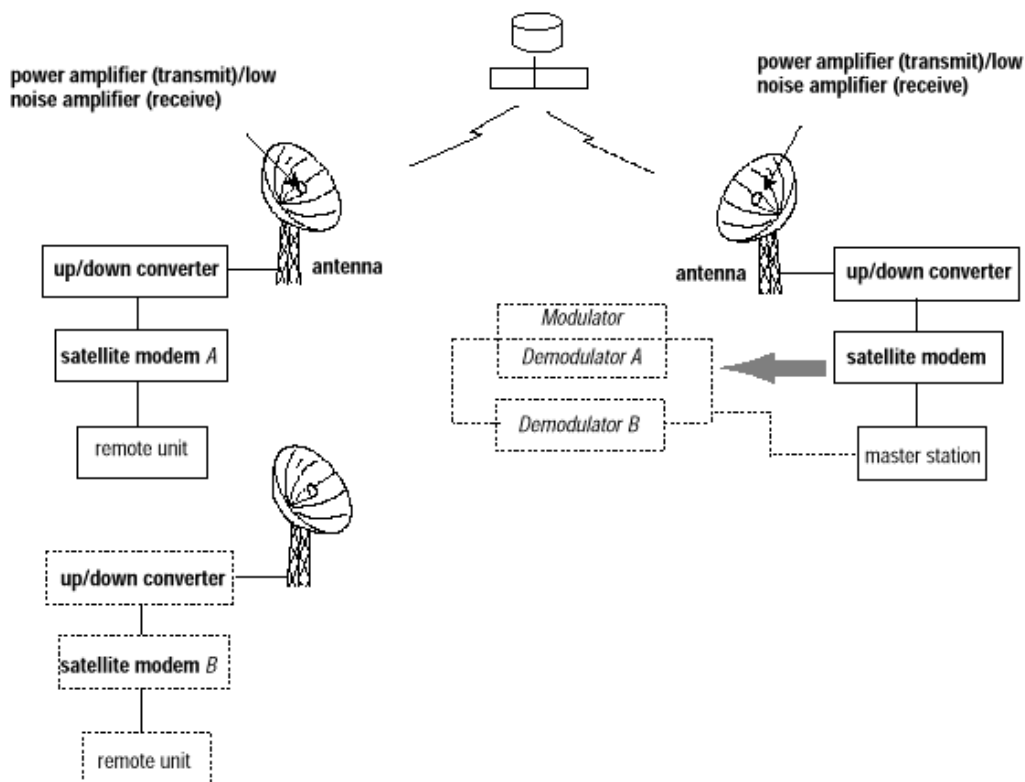 power amplifier (transmit)/low
noise amplifier (receive)
power amplifier (transmit)/low
noise amplifier (receive)
up/down converter
antenna
antenna
up/down converter
Modulator
satellite modem A
Demodulator A
satellite modem
remote unit
Demodulator B
master station
up/down converter
satellite modem B
remote unit